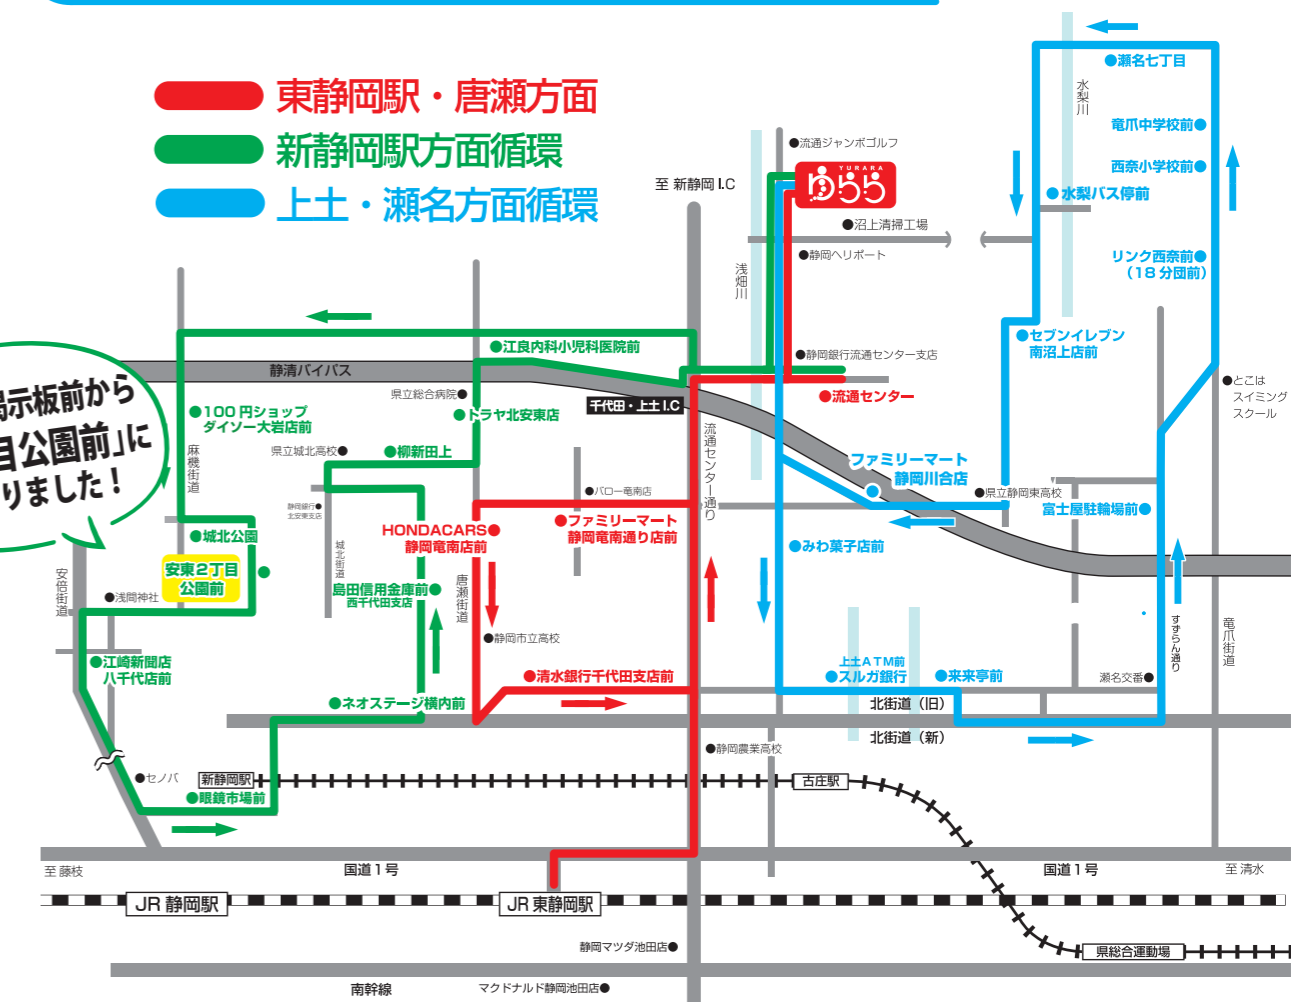 東静岡駅・唐瀬方面
新静岡駅方面循環
上土・瀬名方面循環
瀬名七丁目
水梨川
竜爪中学校前
西奈小学校前
水梨バス停前
リンク西奈前
（18分団前）
流通ジャンボゴルフ
YURARA
ゆらら
至 新静岡 I.C
沼上清掃工場
静岡ヘリポート
浅畑川
セブンイレブン
南沼上店前
静岡銀行流通センター支店
流通センター
とこは
スイミング
スクール
江良内科小児科医院前
静清バイパス
県立総合病院
千代田・上土 I.C
トラヤ北安東店
100円ショップ
ダイソー大岩店前
麻機街道
県立城北高校
柳新田上
掲示板前から
目公園前」に
りました！
流通センター通り
ファミリーマート
静岡川合店
県立静岡東高校
富士屋駐輪場前
バロー竜南店
静岡銀行
北安東支店
HONDACARS
静岡竜南店前
ファミリーマート
静岡竜南通り店前
城北公園
城北街道
みわ菓子店前
安東2丁目
公園前
安倍街道
浅間神社
島田信用金庫前
西千代田支店
唐瀬街道
静岡市立高校
すずらん通り
竜爪街道
江崎新聞店
八千代店前
清水銀行千代田支店前
上土ATM前
スルガ銀行
来来亭前
瀬名交番
ネオステージ横内前
北街道（旧）
北街道（新）
静岡農業高校
セノバ
新静岡駅
古庄駅
眼鏡市場前
至 藤枝
国道1号
国道1号
至 清水
JR 静岡駅
JR 東静岡駅
静岡マツダ池田店
県総合運動場
南幹線
マクドナルド静岡池田店